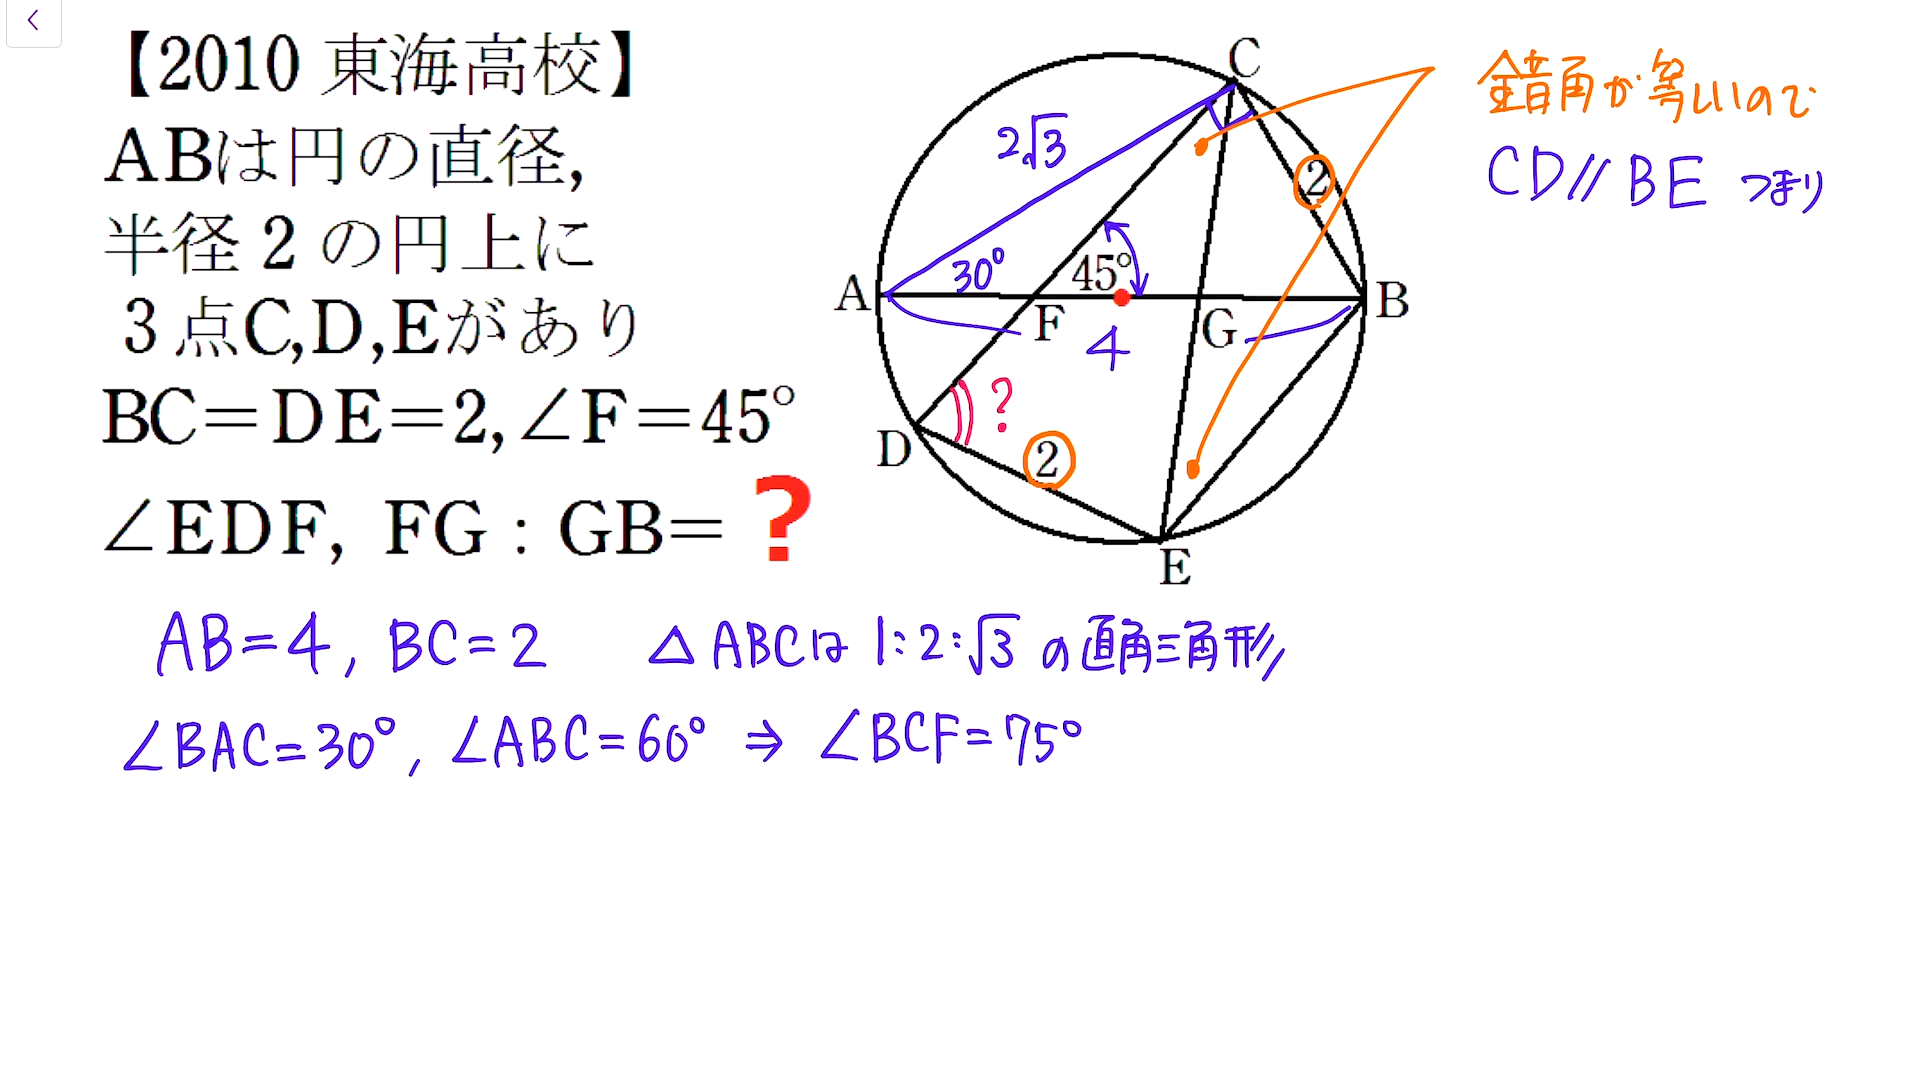 【2010 東海高校】
ABは円の直径,
半径 2 の円上に
3点C,D,Eがあり
BC=DE=2,∠F=45°
∠EDF, FG:GB=?
C
2√3
2
A
30°
45°
B
F
G
4
D
?
2
E
錯角が等しいので
CD//BE つまり
AB=4, BC=2 △ABCは 1:2:√3 の直角三角形
∠BAC=30°, ∠ABC=60° ⇒ ∠BCF=75°